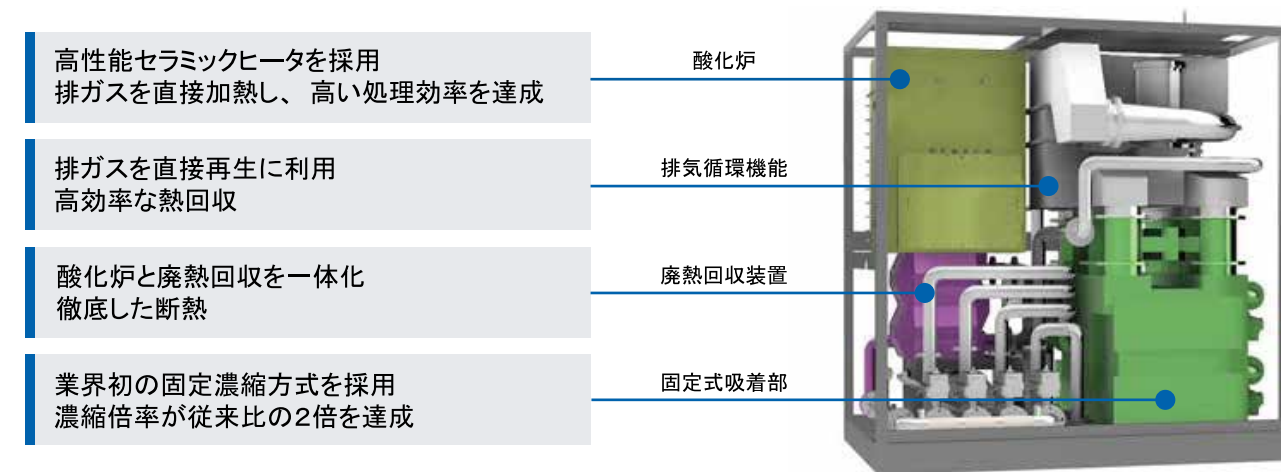 高性能セラミックヒータを採用
排ガスを直接加熱し、高い処理効率を達成
酸化炉
排ガスを直接再生に利用
高効率な熱回収
排気循環機能
酸化炉と廃熱回収を一体化
徹底した断熱
廃熱回収装置
業界初の固定濃縮方式を採用
濃縮倍率が従来比の2倍を達成
固定式吸着部